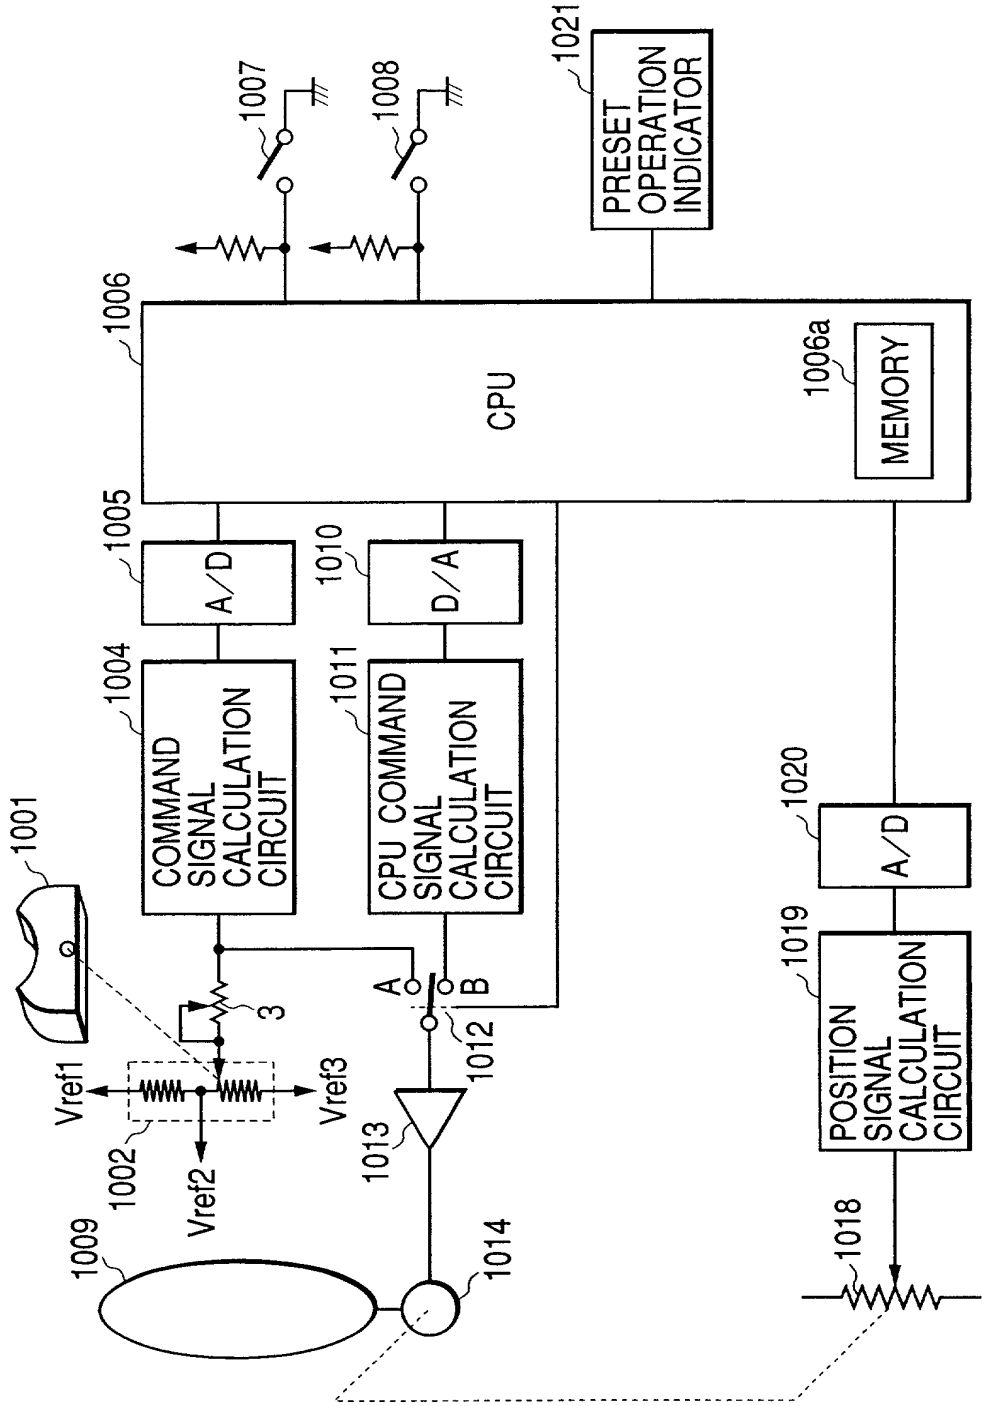 1001
Vref1
1002
Vref2
Vref3
3
1004
COMMAND
SIGNAL
CALCULATION
CIRCUIT
1005
A/D
1006
CPU
1006a
MEMORY
1007
1008
1009
1010
D/A
1011
CPU COMMAND
SIGNAL
CALCULATION
CIRCUIT
A
B
1012
1013
1014
1018
1019
POSITION
SIGNAL
CALCULATION
CIRCUIT
1020
A/D
1021
PRESET
OPERATION
INDICATOR